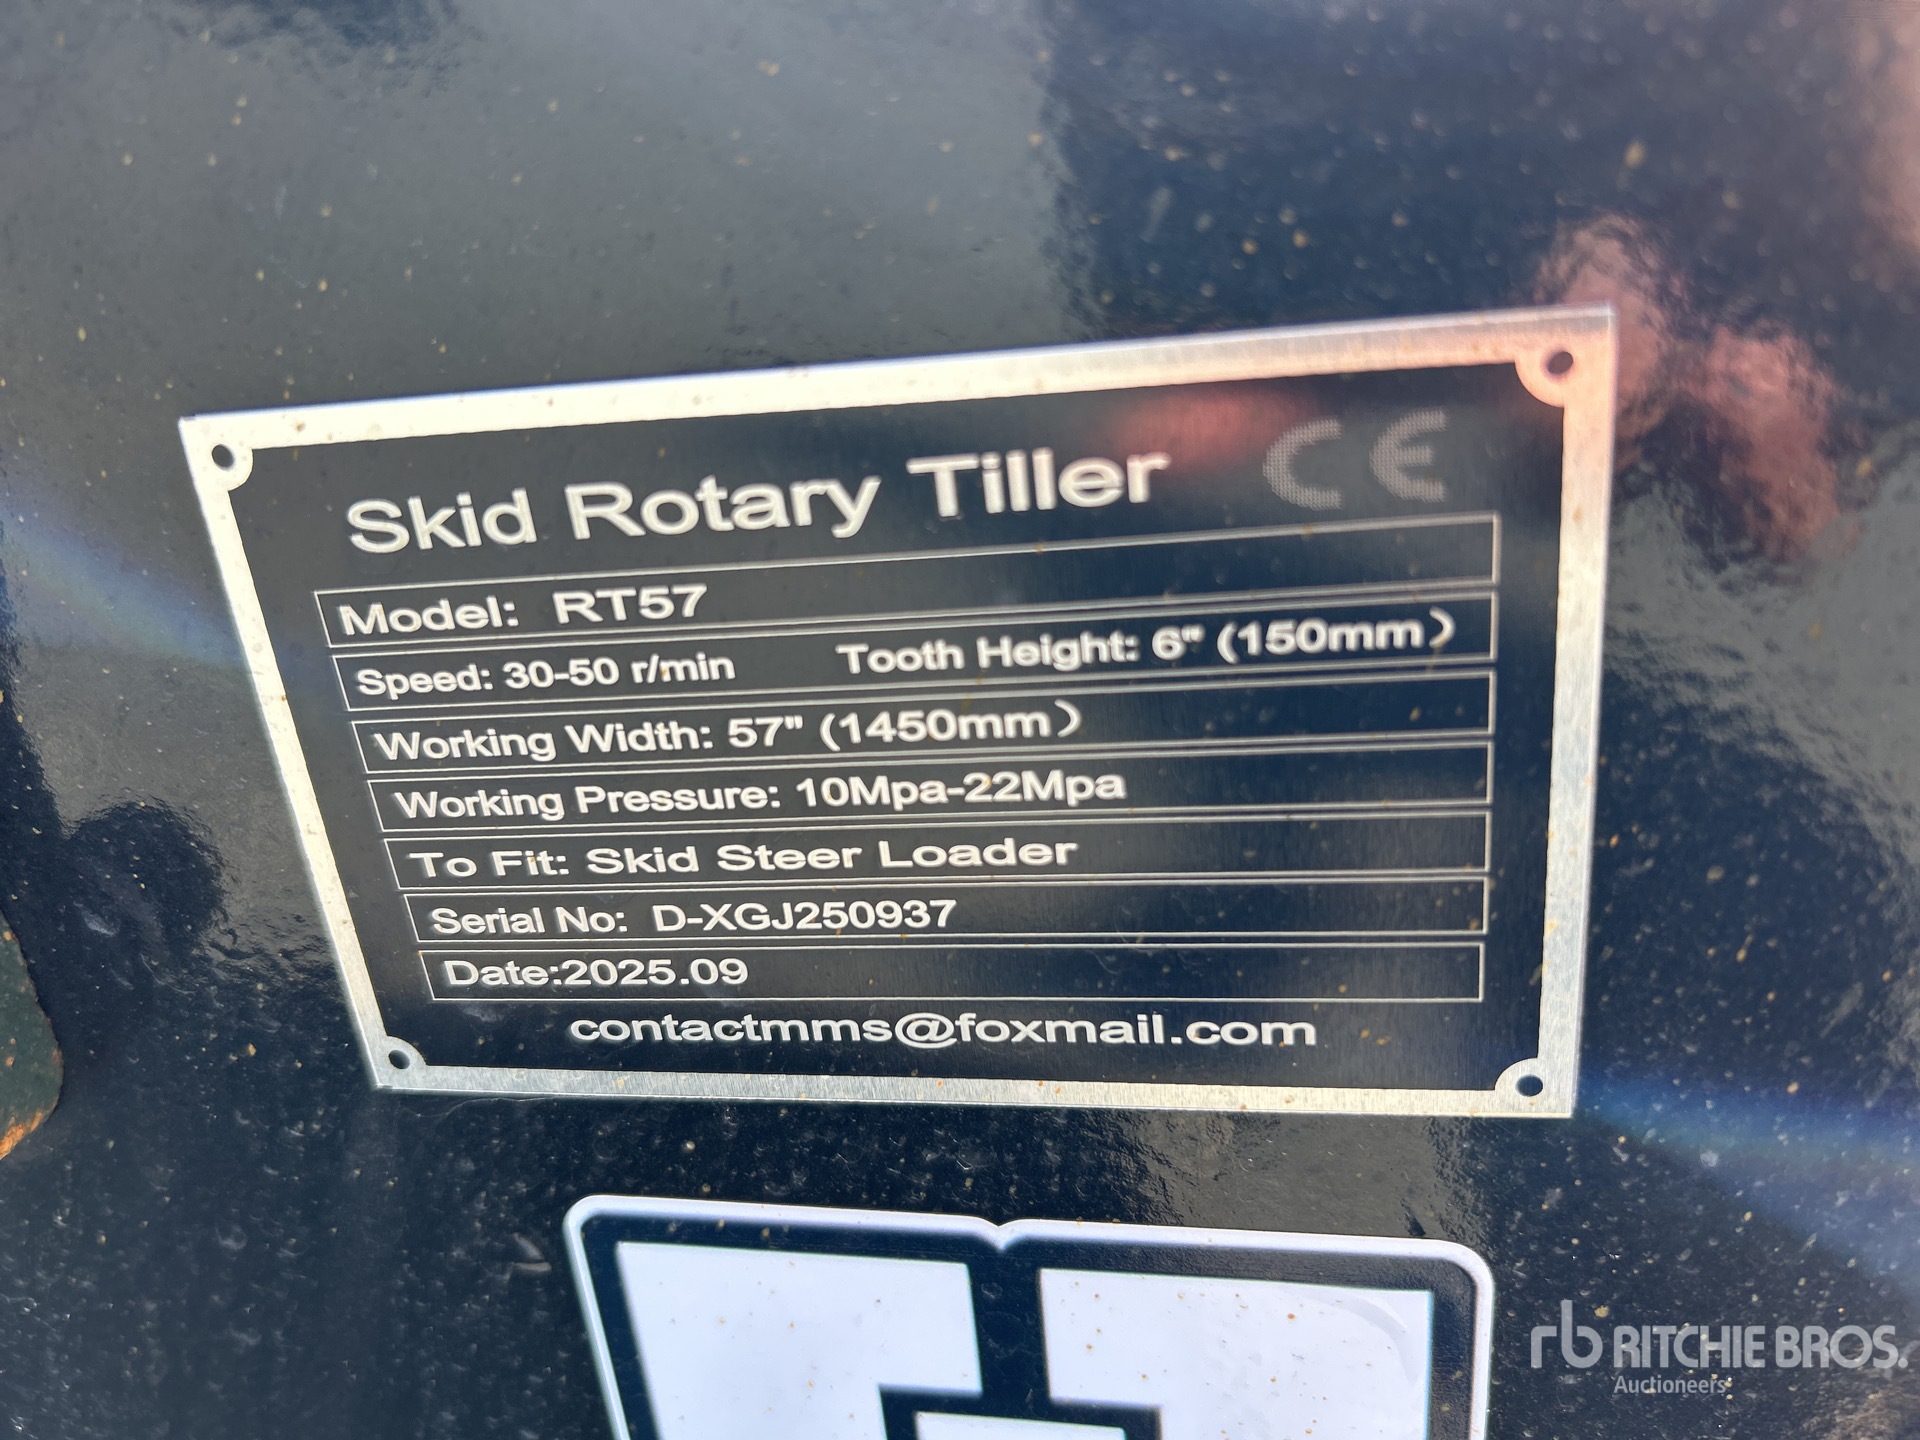 Skid Rotary Tiller CE
Model: RT57
Speed: 30-50 r/min Tooth Height: 6" (150mm）
Working Width: 57" (1450mm）
Working Pressure: 10Mpa-22Mpa
To Fit: Skid Steer Loader
Serial No: D-XGJ250937
Date:2025.09
contactmms@foxmail.com
rb RITCHIE BROS.
Auctioneers